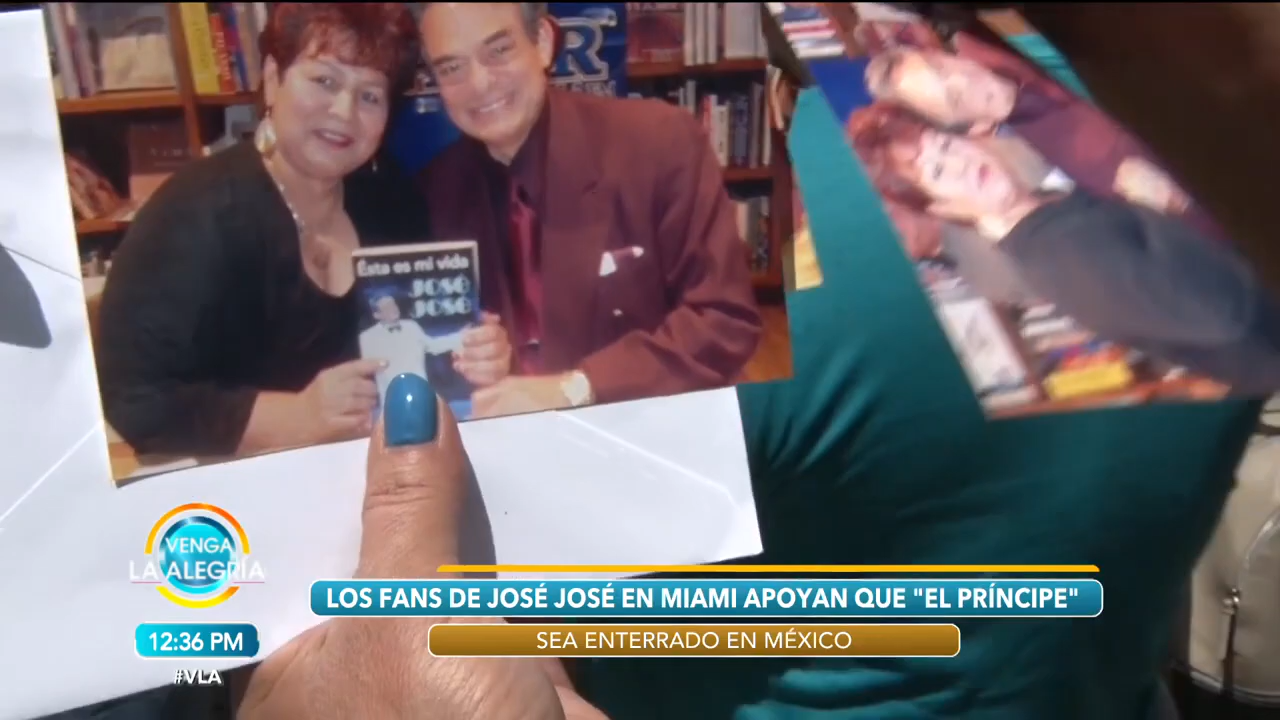 R
Ésta es mi vida
JOSÉ
JOSÉ
VENGA
LA ALEGRÍA
LOS FANS DE JOSÉ JOSÉ EN MIAMI APOYAN QUE "EL PRÍNCIPE"
12:36 PM
SEA ENTERRADO EN MÉXICO
#VLA